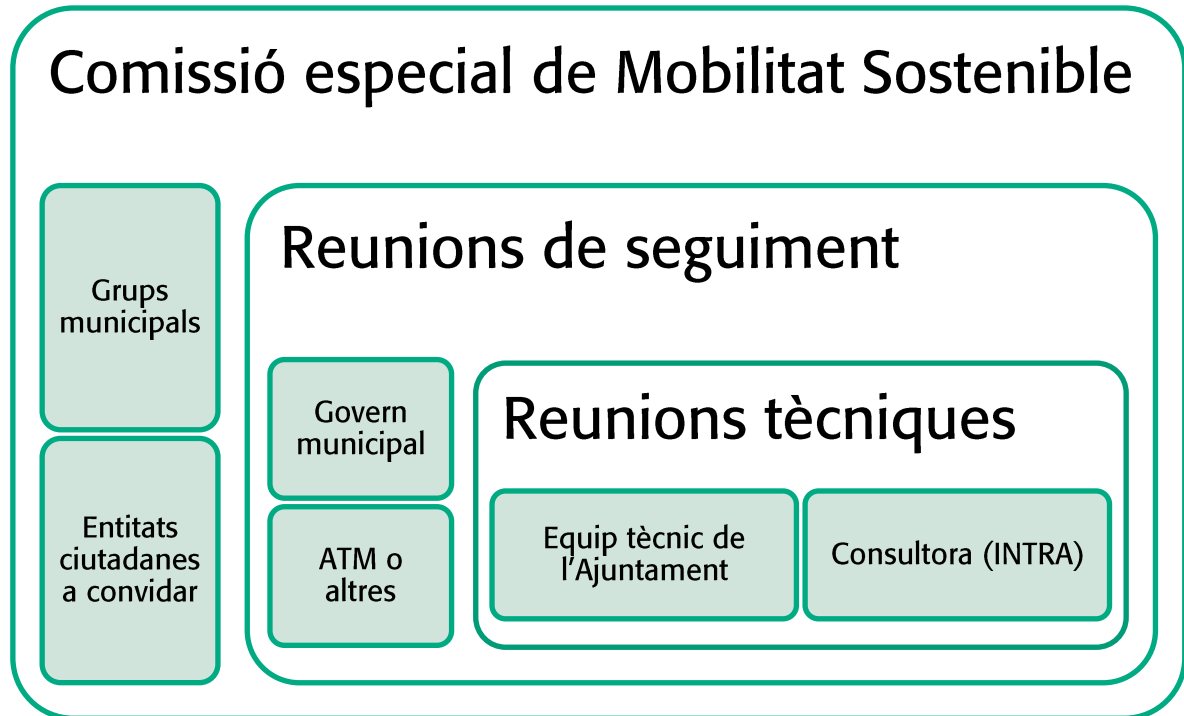 Comissió especial de Mobilitat Sostenible
Grups
municipals
Entitats
ciutadanes
a convidar
Reunions de seguiment
Govern
municipal
ATM o
altres
Reunions tècniques
Equip tècnic de
l'Ajuntament
Consultora (INTRA)